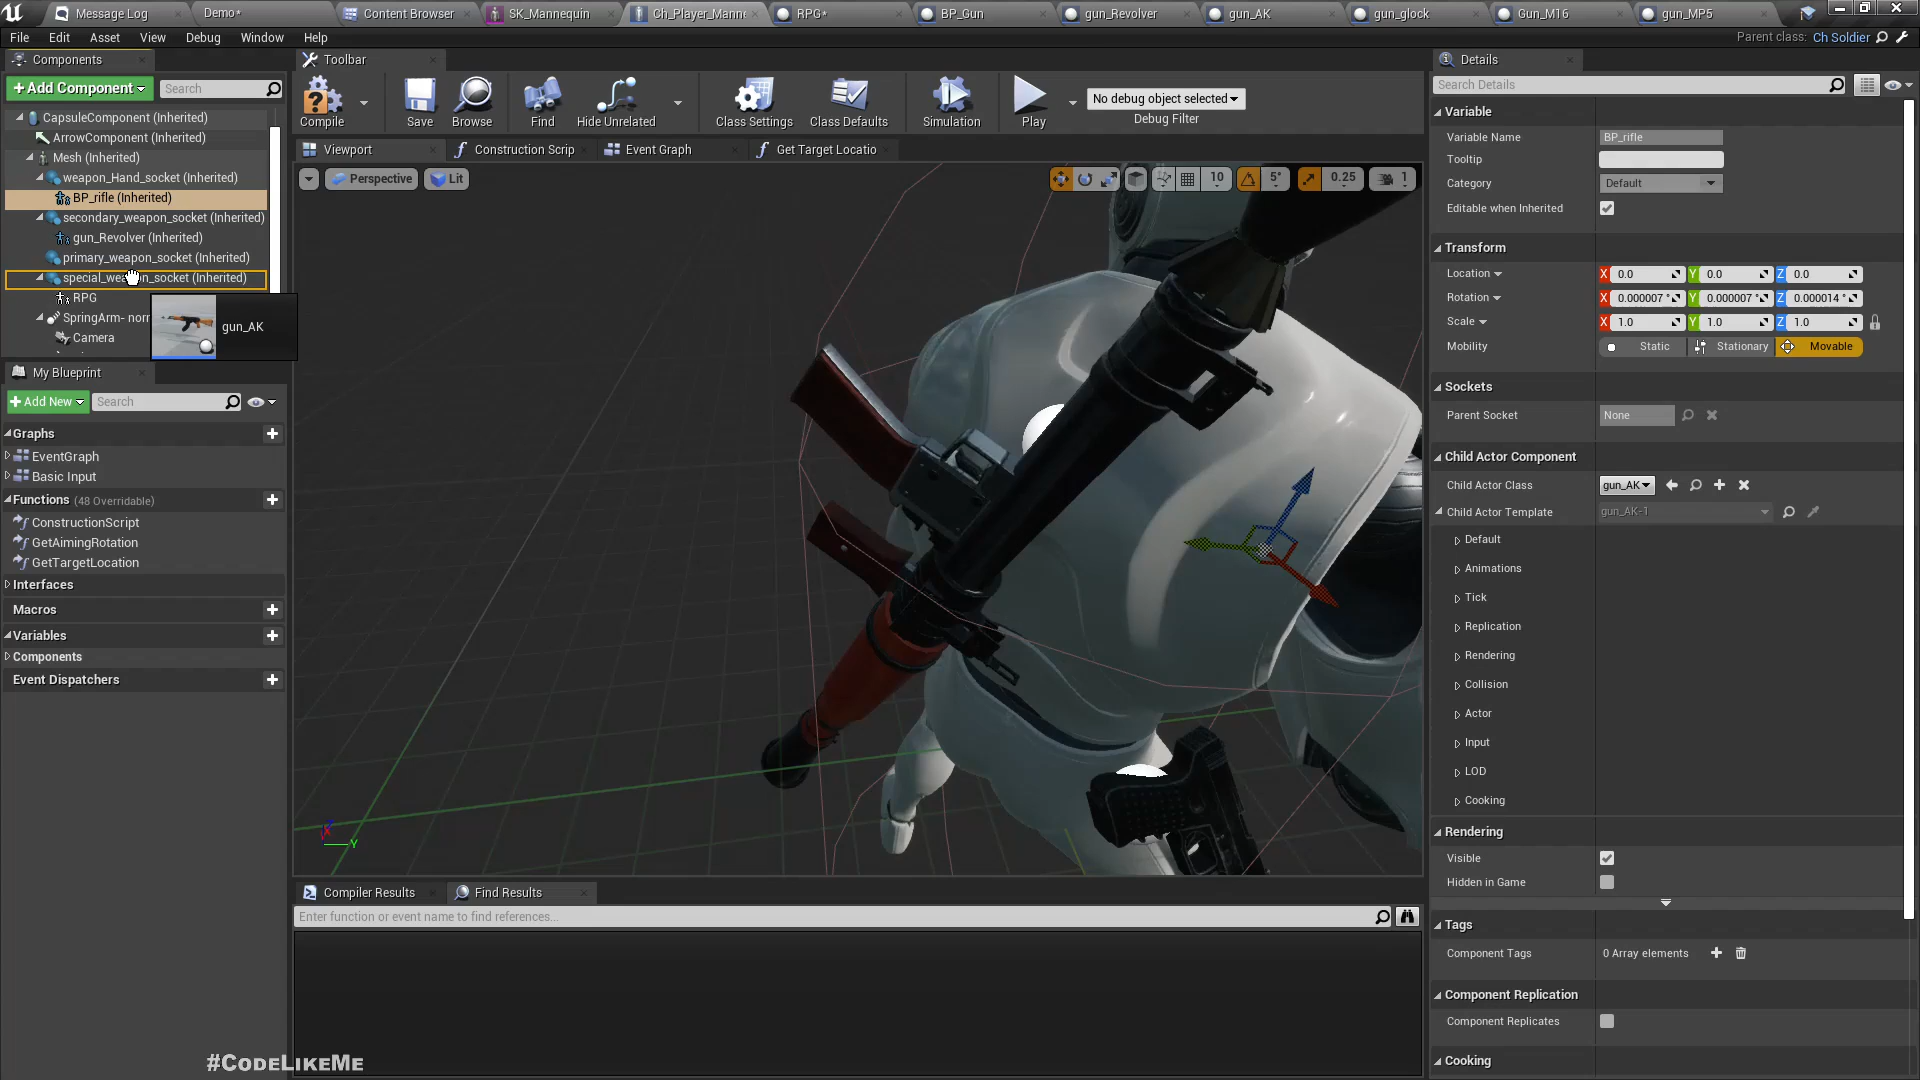 Message Log
Demo*
Content Browser
SK_Mannequin
Ch_Player_Manne
RPG*
BP_Gun
gun_Revolver
gun_AK
gun_glock
Gun_M16
gun_MP5
File Edit Asset View Debug Window Help
Parent class: Ch Soldier
Components
Toolbar
Details
+Add Component
Search
Compile
Save
Browse
Find
Hide Unrelated
Class Settings
Class Defaults
Simulation
Play
No debug object selected
Debug Filter
Search Details
CapsuleComponent (Inherited)
ArrowComponent (Inherited)
Mesh (Inherited)
weapon_Hand_socket (Inherited)
BP_rifle (Inherited)
secondary_weapon_socket (Inherited)
gun_Revolver (Inherited)
primary_weapon_socket (Inherited)
RPG
SpringArm- norr
Camera
gun_AK
Viewport
Construction Scrip
Event Graph
Get Target Locatio
Perspective
Lit
10
5°
0.25
1
Variable
Variable Name BP_rifle
Tooltip
Category Default
Editable when Inherited
Transform
Location X 0.0 Y 0.0 Z 0.0
Rotation X 0.000007 ° Y 0.000007 ° Z 0.000014 °
Scale X 1.0 Y 1.0 Z 1.0
Mobility Static Stationary Movable
Sockets
Parent Socket None
Child Actor Component
Child Actor Class gun_AK
Child Actor Template gun_AK-1
Default
Animations
Tick
Replication
Rendering
Collision
Actor
Input
LOD
Cooking
Rendering
Visible
Hidden in Game
Tags
Component Tags 0 Array elements
Component Replication
Component Replicates
Cooking
My Blueprint
+Add New
Search
Graphs
EventGraph
Basic Input
Functions (48 Overridable)
ConstructionScript
GetAimingRotation
GetTargetLocation
Interfaces
Macros
Variables
Components
Event Dispatchers
Y
Compiler Results
Find Results
Enter function or event name to find references...
#CodeLikeMe